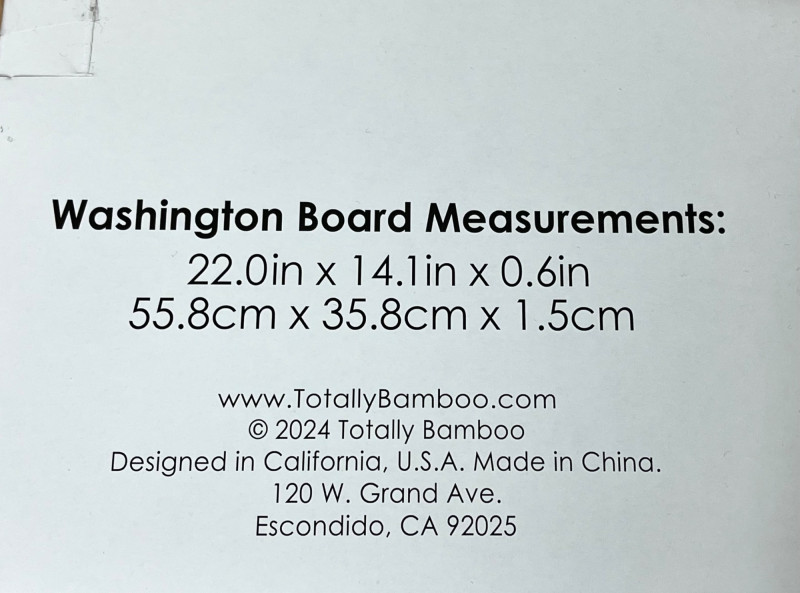 Washington Board Measurements:
22.0in x 14.1in x 0.6in
55.8cm x 35.8cm x 1.5cm
www.TotallyBamboo.com
© 2024 Totally Bamboo
Designed in California, U.S.A. Made in China.
120 W. Grand Ave.
Escondido, CA 92025